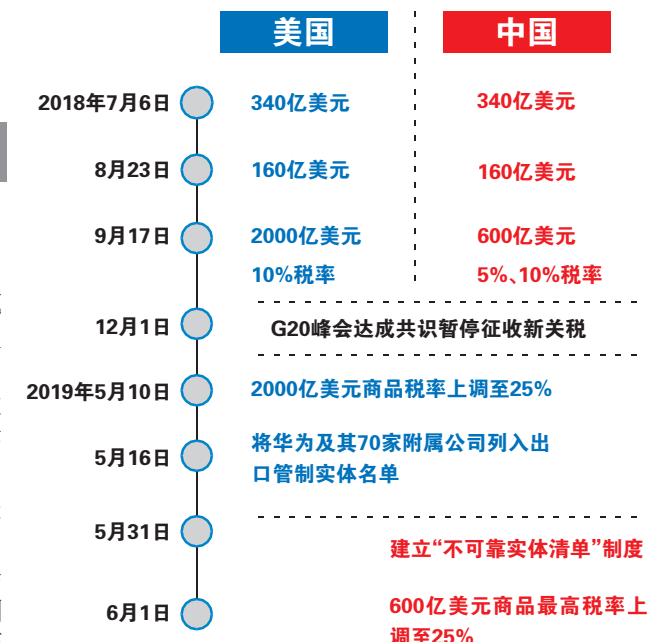 美国
中国
2018年7月6日
340亿美元
340亿美元
8月23日
160亿美元
160亿美元
9月17日
2000亿美元
600亿美元
10%税率
5%、10%税率
12月1日
G20峰会达成共识暂停征收新关税
2019年5月10日
2000亿美元商品税率上调至25%
5月16日
将华为及其70家附属公司列入出
口管制实体名单
5月31日
建立“不可靠实体清单”制度
6月1日
600亿美元商品最高税率上
调至25%